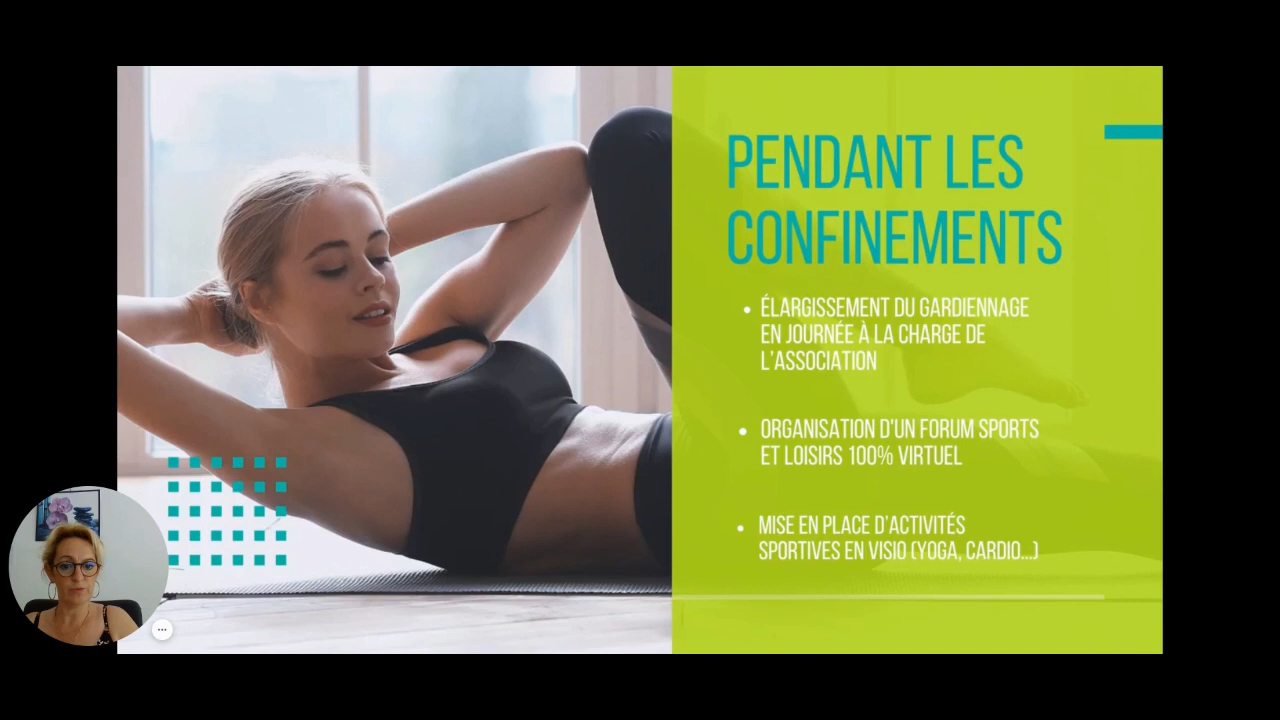 PENDANT LES
CONFINEMENTS
• ÉLARGISSEMENT DU GARDIENNAGE
EN JOURNÉE À LA CHARGE DE
L'ASSOCIATION
• ORGANISATION D'UN FORUM SPORTS
ET LOISIRS 100% VIRTUEL
• MISE EN PLACE D'ACTIVITÉS
SPORTIVES EN VISIO (YOGA, CARDIO...)